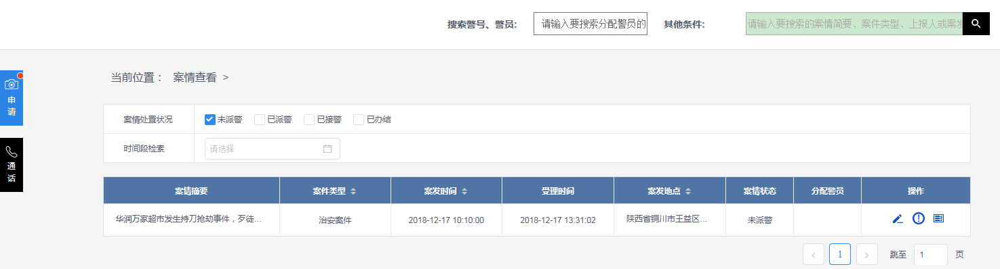 搜索警号、警员: 请输入要搜索分配警员的 其他条件: 请输入要搜索的案情简要、案件类型、上报人或案发
当前位置： 案情查看 >
申请
通话
案情处置状况 未派警 已派警 已接警 已办结
时间段检索 请选择
案情摘要 案件类型 案发时间 受理时间 案发地点 案情状态 分配警员 操作
华润万家超市发生持刀抢劫事件，歹徒... 治安案件 2018-12-17 10:10:00 2018-12-17 13:31:02 陕西省铜川市王益区... 未派警
1 跳至 1 页